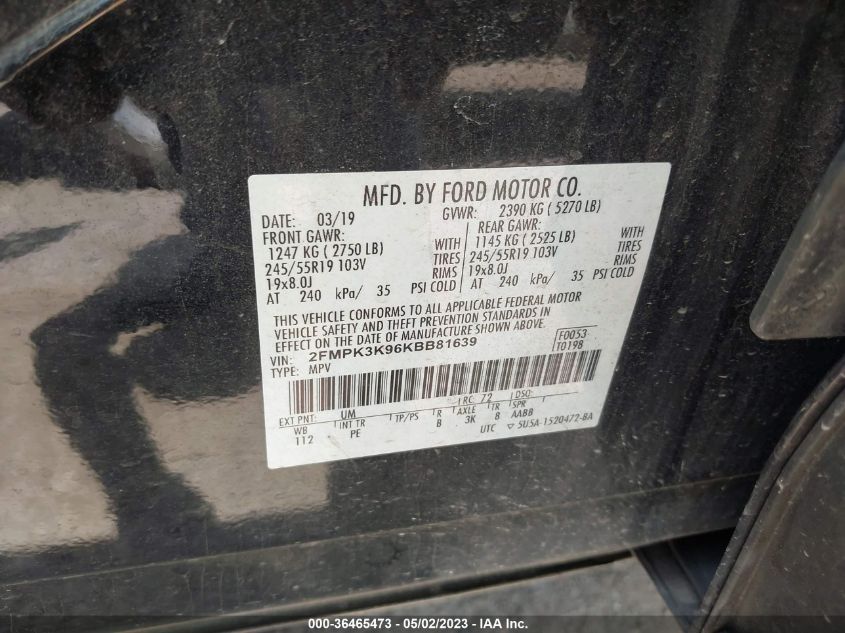 MFD. BY FORD MOTOR CO.
DATE: 03/19 GVWR: 2390 KG ( 5270 LB)
FRONT GAWR: REAR GAWR:
1247 KG ( 2750 LB) WITH 1145 KG ( 2525 LB) WITH
245/55R19 103V TIRES 245/55R19 103V TIRES
19x8.0J RIMS 19x8.0J RIMS
AT 240 kPa/ 35 PSI COLD AT 240 kPa/ 35 PSI COLD
THIS VEHICLE CONFORMS TO ALL APPLICABLE FEDERAL MOTOR
VEHICLE SAFETY AND THEFT PREVENTION STANDARDS IN
EFFECT ON THE DATE OF MANUFACTURE SHOWN ABOVE.
VIN: 2FMPK3K96KBB81639 F0053
TYPE: MPV T0198
EXT PNT: UM RC: 72 DSO:
WB INT TR TP/PS R AXLE TR SPR
112 PE B 3K 8 AABB
UTC ▽ 5U5A-1520472-BA
000-36465473 - 05/02/2023 - IAA Inc.